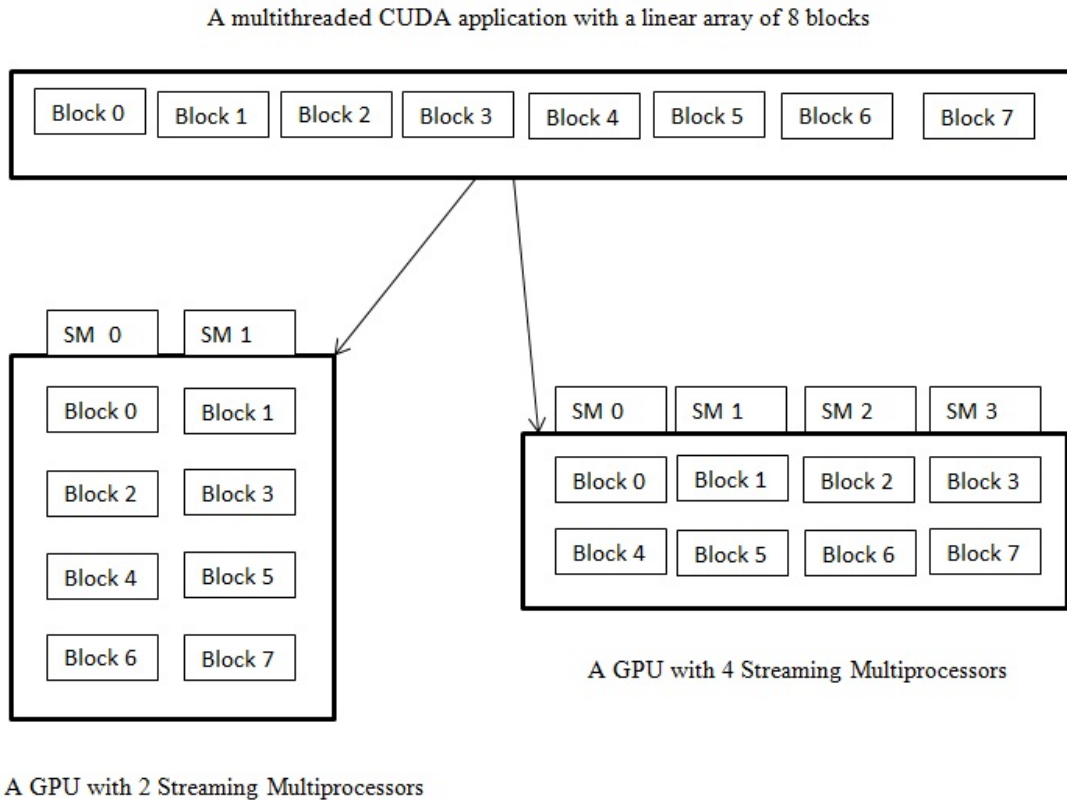 A multithreaded CUDA application with a linear array of 8 blocks
Block 0 Block 1 Block 2 Block 3 Block 4 Block 5 Block 6 Block 7
SM 0 SM 1
Block 0 Block 1
Block 2 Block 3
Block 4 Block 5
Block 6 Block 7
A GPU with 2 Streaming Multiprocessors
SM 0 SM 1 SM 2 SM 3
Block 0 Block 1 Block 2 Block 3
Block 4 Block 5 Block 6 Block 7
A GPU with 4 Streaming Multiprocessors